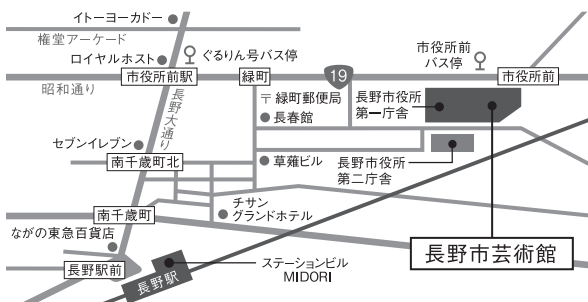 イトーヨーカドー
権堂アーケード
ロイヤルホスト
ぐるりん号バス停
市役所前駅
緑町
19
市役所前
バス停
市役所前
昭和通り
長野大通り
〒緑町郵便局
長春館
長野市役所
第一庁舎
セブンイレブン
南千歳町北
草薙ビル
長野市役所
第二庁舎
南千歳町
チサン
グランドホテル
ながの東急百貨店
長野駅前
長野駅
ステーションビル
MIDORI
長野市芸術館